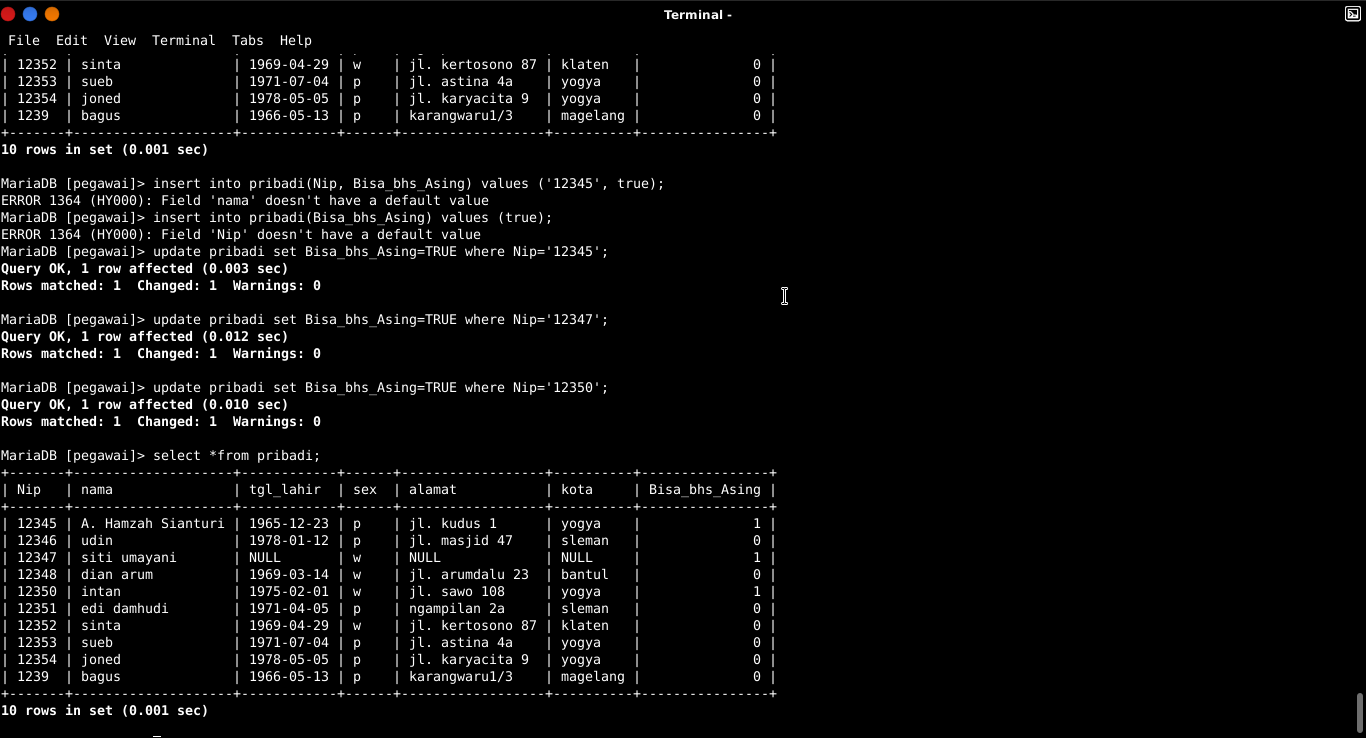 Terminal -
File Edit View Terminal Tabs Help
| 12352 | sinta              | 1969-04-29 | w    | jl. kertosono 87 | klaten   |              0 |
| 12353 | sueb               | 1971-07-04 | p    | jl. astina 4a    | yogya    |              0 |
| 12354 | joned              | 1978-05-05 | p    | jl. karyacita 9  | yogya    |              0 |
| 1239  | bagus              | 1966-05-13 | p    | karangwaru1/3    | magelang |              0 |
+-------+--------------------+------------+------+------------------+----------+----------------+
10 rows in set (0.001 sec)
MariaDB [pegawai]> insert into pribadi(Nip, Bisa_bhs_Asing) values ('12345', true);
ERROR 1364 (HY000): Field 'nama' doesn't have a default value
MariaDB [pegawai]> insert into pribadi(Bisa_bhs_Asing) values (true);
ERROR 1364 (HY000): Field 'Nip' doesn't have a default value
MariaDB [pegawai]> update pribadi set Bisa_bhs_Asing=TRUE where Nip='12345';
Query OK, 1 row affected (0.003 sec)
Rows matched: 1  Changed: 1  Warnings: 0
MariaDB [pegawai]> update pribadi set Bisa_bhs_Asing=TRUE where Nip='12347';
Query OK, 1 row affected (0.012 sec)
Rows matched: 1  Changed: 1  Warnings: 0
MariaDB [pegawai]> update pribadi set Bisa_bhs_Asing=TRUE where Nip='12350';
Query OK, 1 row affected (0.010 sec)
Rows matched: 1  Changed: 1  Warnings: 0
MariaDB [pegawai]> select *from pribadi;
+-------+--------------------+------------+------+------------------+----------+----------------+
| Nip   | nama               | tgl_lahir  | sex  | alamat           | kota     | Bisa_bhs_Asing |
+-------+--------------------+------------+------+------------------+----------+----------------+
| 12345 | A. Hamzah Sianturi | 1965-12-23 | p    | jl. kudus 1      | yogya    |              1 |
| 12346 | udin               | 1978-01-12 | p    | jl. masjid 47    | sleman   |              0 |
| 12347 | siti umayani       | NULL       | w    | NULL             | NULL     |              1 |
| 12348 | dian arum          | 1969-03-14 | w    | jl. arumdalu 23  | bantul   |              0 |
| 12350 | intan              | 1975-02-01 | w    | jl. sawo 108     | yogya    |              1 |
| 12351 | edi damhudi        | 1971-04-05 | p    | ngampilan 2a     | sleman   |              0 |
| 12352 | sinta              | 1969-04-29 | w    | jl. kertosono 87 | klaten   |              0 |
| 12353 | sueb               | 1971-07-04 | p    | jl. astina 4a    | yogya    |              0 |
| 12354 | joned              | 1978-05-05 | p    | jl. karyacita 9  | yogya    |              0 |
| 1239  | bagus              | 1966-05-13 | p    | karangwaru1/3    | magelang |              0 |
+-------+--------------------+------------+------+------------------+----------+----------------+
10 rows in set (0.001 sec)